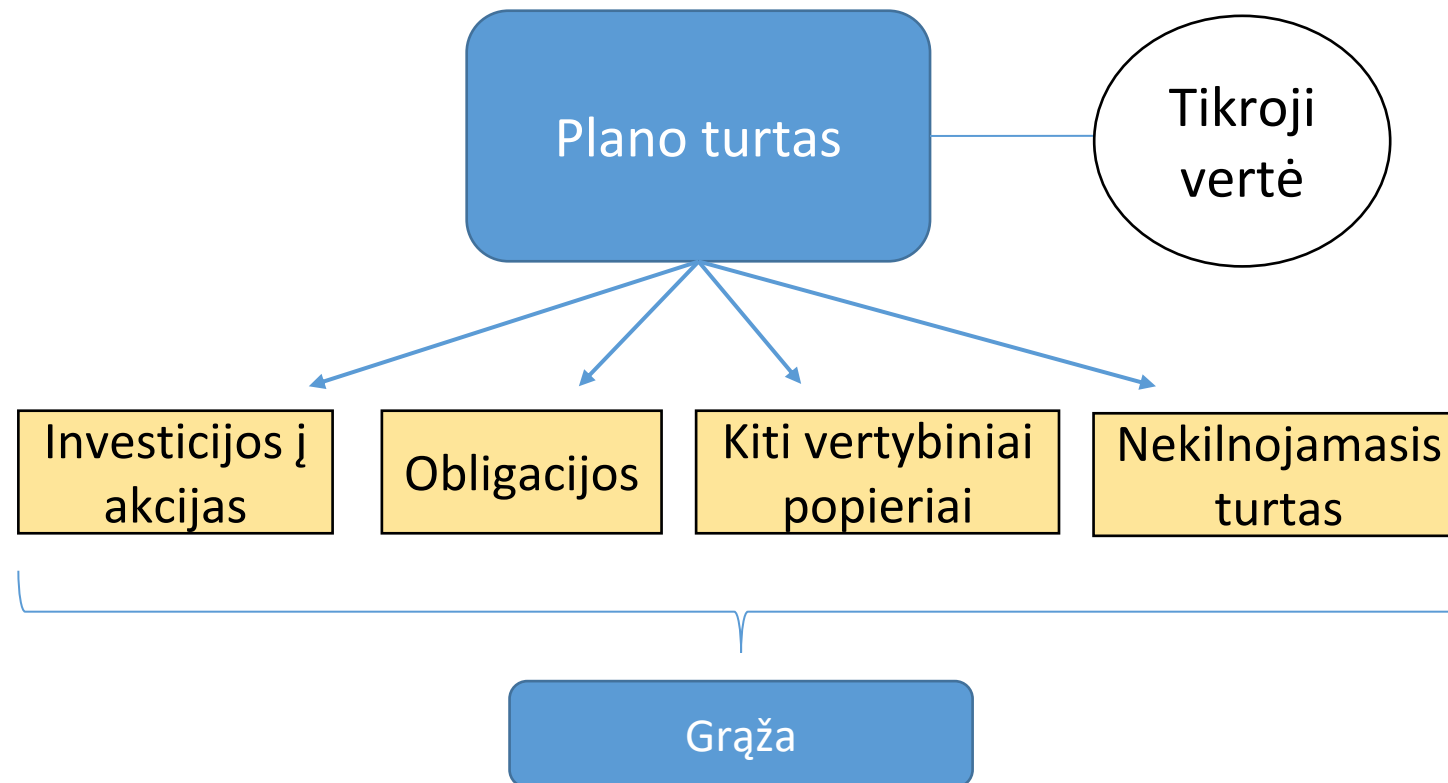 Plano turtas
Tikroji
vertė
Investicijos į
akcijas
Obligacijos
Kiti vertybiniai
popieriai
Nekilnojamasis
turtas
Grąža